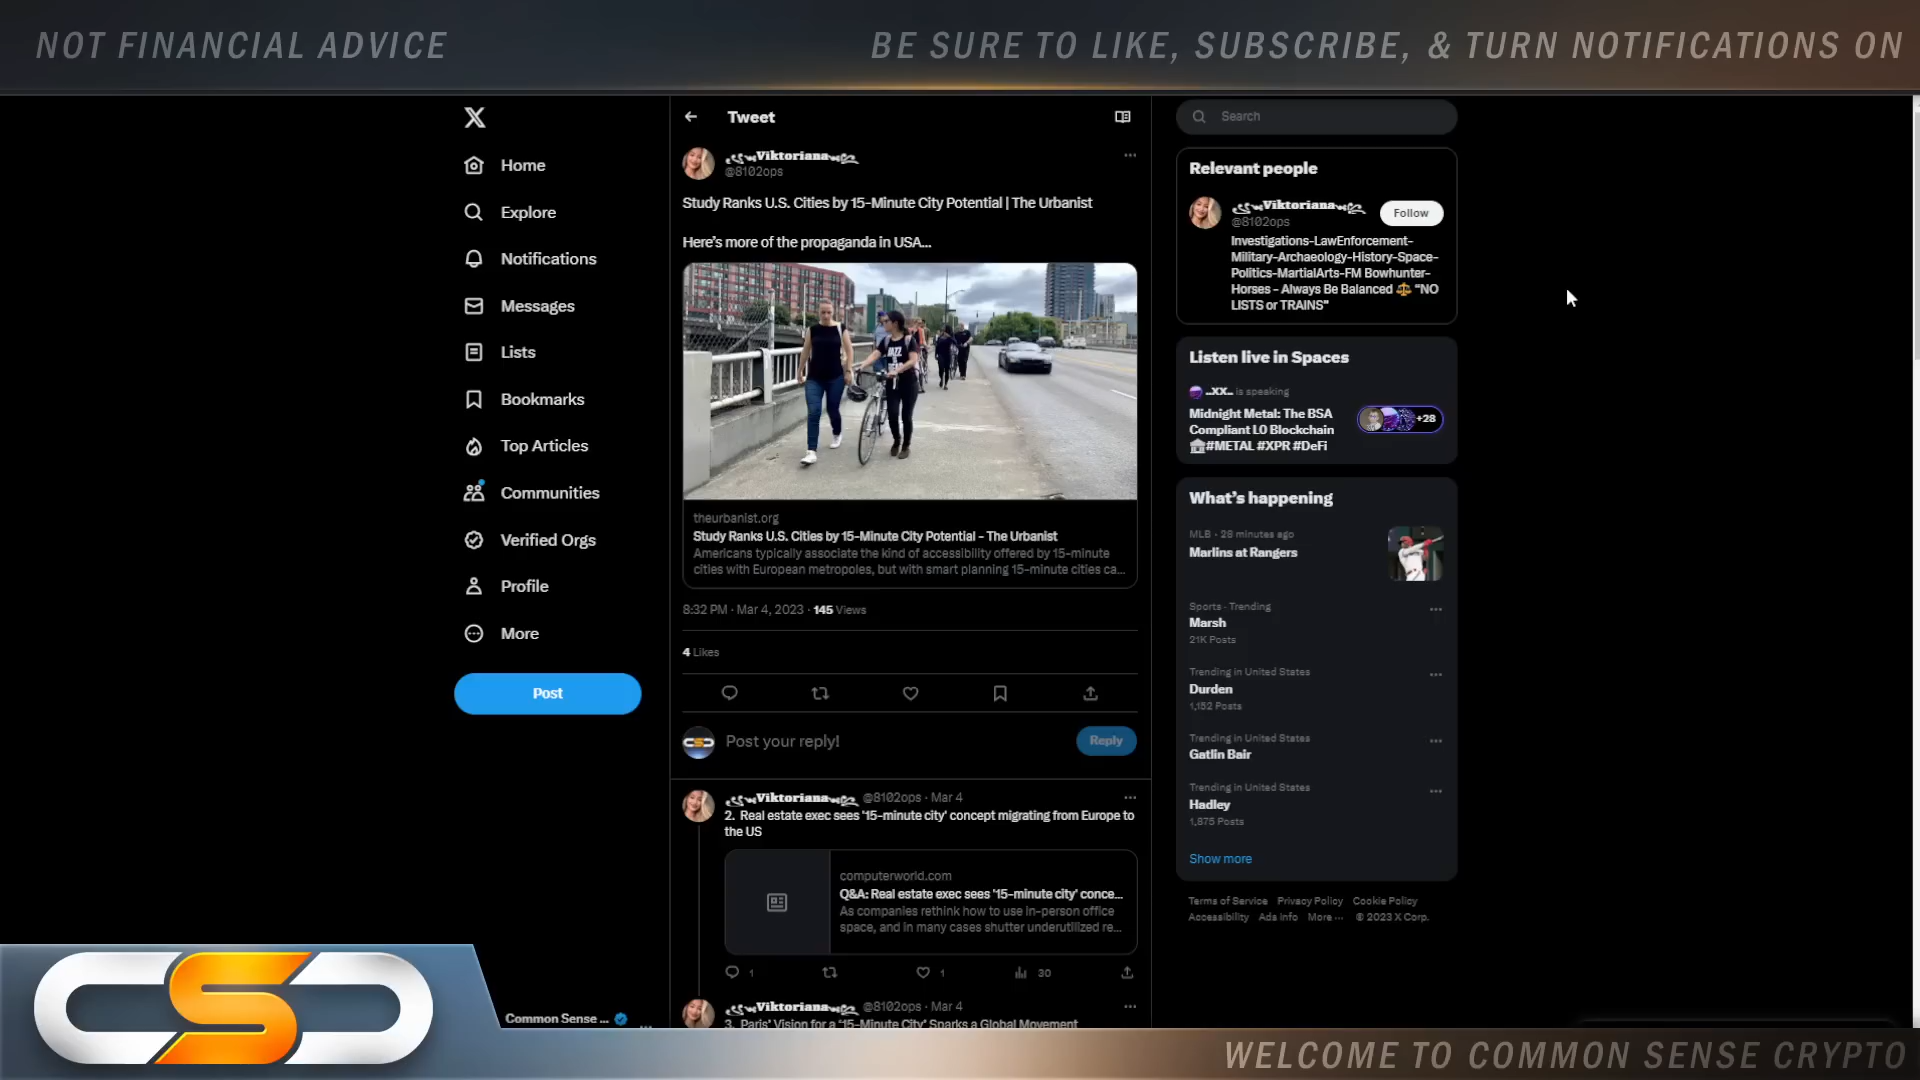 NOT FINANCIAL ADVICE
BE SURE TO LIKE, SUBSCRIBE, & TURN NOTIFICATIONS ON
Home
Explore
Notifications
Messages
Lists
Bookmarks
Top Articles
Communities
Verified Orgs
Profile
More
Post
Common Sense ...
Tweet
Viktoriana
@8102ops
Study Ranks U.S. Cities by 15-Minute City Potential | The Urbanist
Here's more of the propaganda in USA...
JAZZ
theurbanist.org
Study Ranks U.S. Cities by 15-Minute City Potential - The Urbanist
Americans typically associate the kind of accessibility offered by 15-minute
cities with European metropoles, but with smart planning 15-minute cities ca...
8:32 PM · Mar 4, 2023 · 145 Views
4 Likes
Post your reply!
Reply
Viktoriana @8102ops · Mar 4
2. Real estate exec sees '15-minute city' concept migrating from Europe to
the US
computerworld.com
Q&A: Real estate exec sees '15-minute city' conce...
As companies rethink how to use in-person office
space, and in many cases shutter underutilized re...
1 1 30
Viktoriana @8102ops · Mar 4
3. Paris' Vision for a '15-Minute City' Sparks a Global Movement
Search
Relevant people
Viktoriana
@8102ops
Follow
Investigations-LawEnforcement-
Military-Archaeology-History-Space-
Politics-MartialArts-FM Bowhunter-
Horses - Always Be Balanced ⚖️ "NO
LISTS or TRAINS"
Listen live in Spaces
..XX.. is speaking
Midnight Metal: The BSA
Compliant L0 Blockchain
🏛#METAL #XPR #DeFi
+28
What's happening
MLB · 28 minutes ago
Marlins at Rangers
Sports · Trending
Marsh
21K Posts
Trending in United States
Durden
1,152 Posts
Trending in United States
Gatlin Bair
Trending in United States
Hadley
1,875 Posts
Show more
Terms of Service Privacy Policy Cookie Policy
Accessibility Ads info More ··· © 2023 X Corp.
CSC
WELCOME TO COMMON SENSE CRYPTO